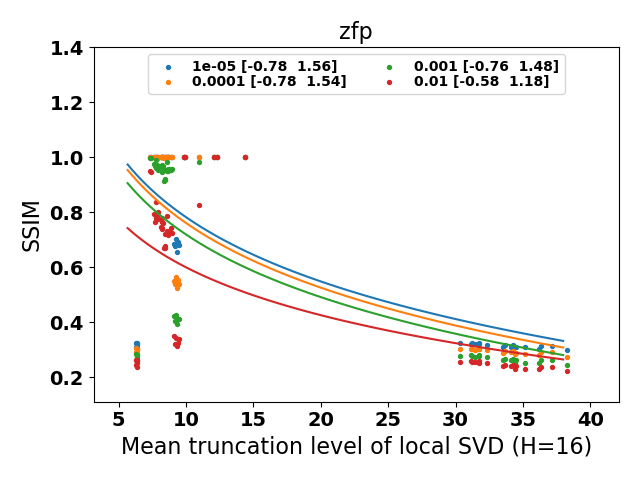 zfp
1e-05 [-0.78  1.56]
0.0001 [-0.78  1.54]
0.001 [-0.76  1.48]
0.01 [-0.58  1.18]
1.4
1.2
1.0
0.8
0.6
0.4
0.2
SSIM
5 10 15 20 25 30 35 40
Mean truncation level of local SVD (H=16)